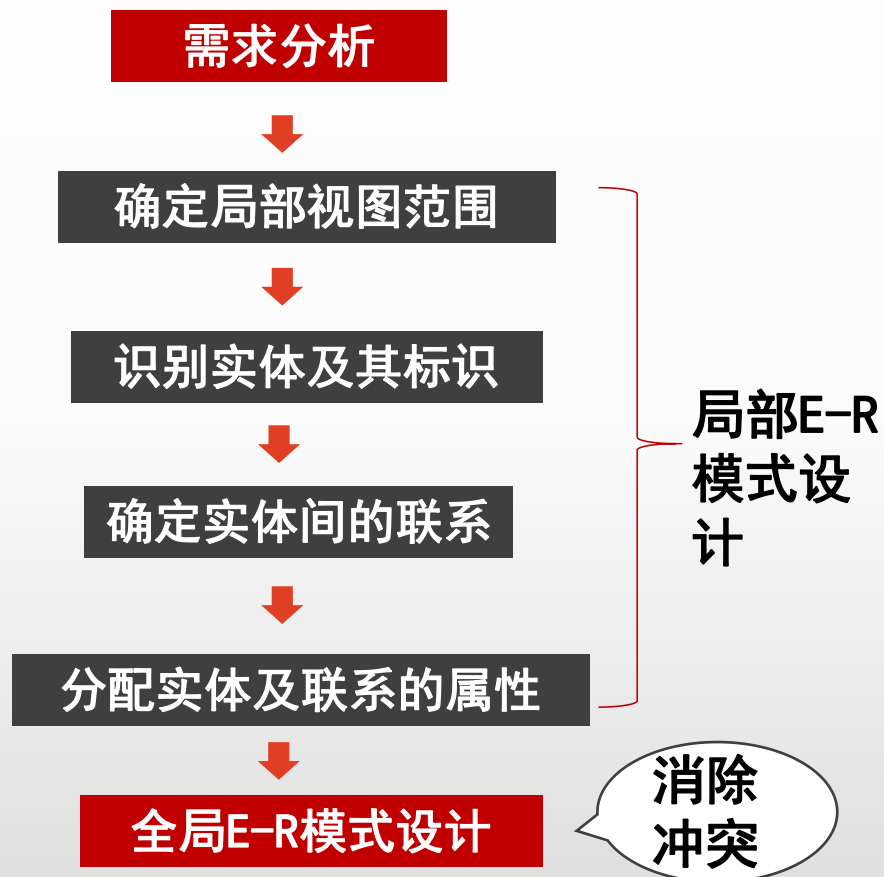 需求分析
确定局部视图范围
识别实体及其标识
确定实体间的联系
分配实体及联系的属性
局部E-R
模式设
计
全局E-R模式设计
消除
冲突